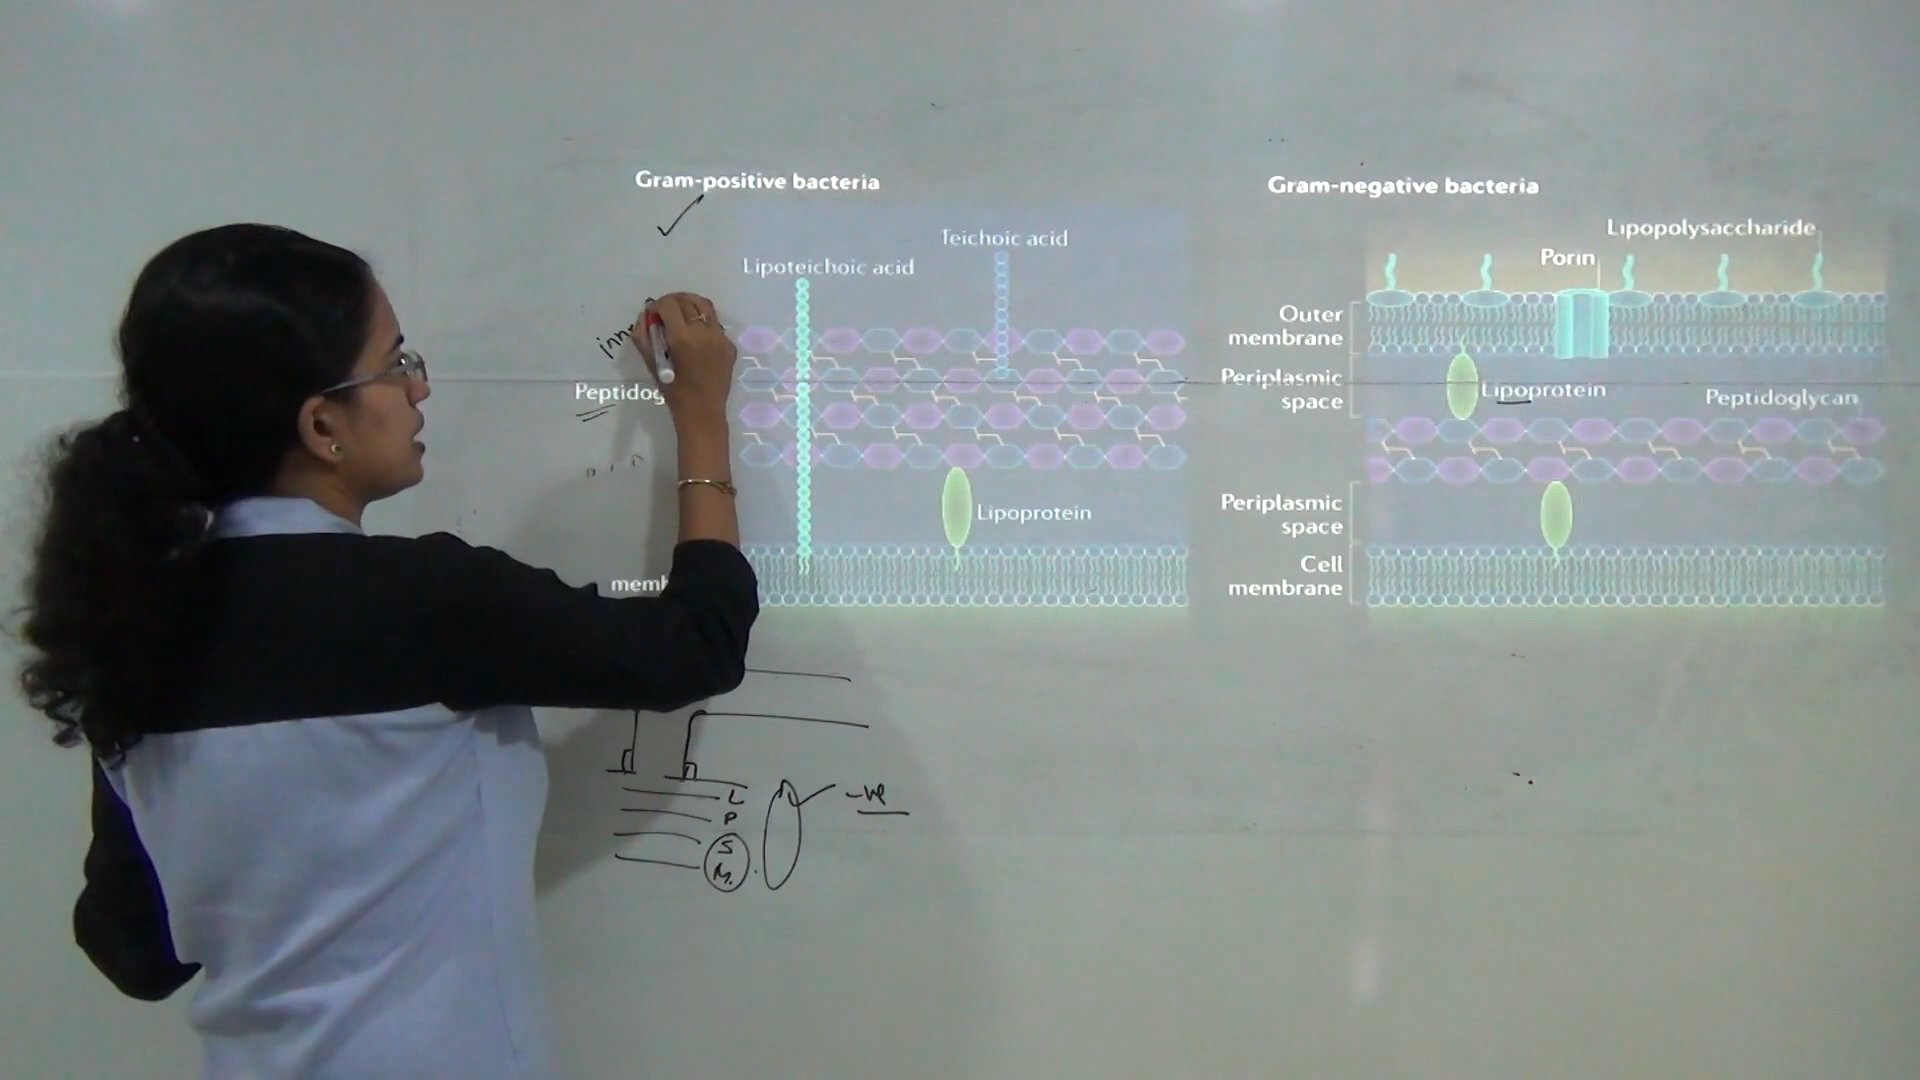 Gram-positive bacteria
Teichoic acid
Lipoteichoic acid
inn
Peptidog
Lipoprotein
memb
Gram-negative bacteria
Lipopolysaccharide
Porin
Outer
membrane
Periplasmic
space
Lipoprotein
Peptidoglycan
Periplasmic
space
Cell
membrane
L
P
S
M.
-ve